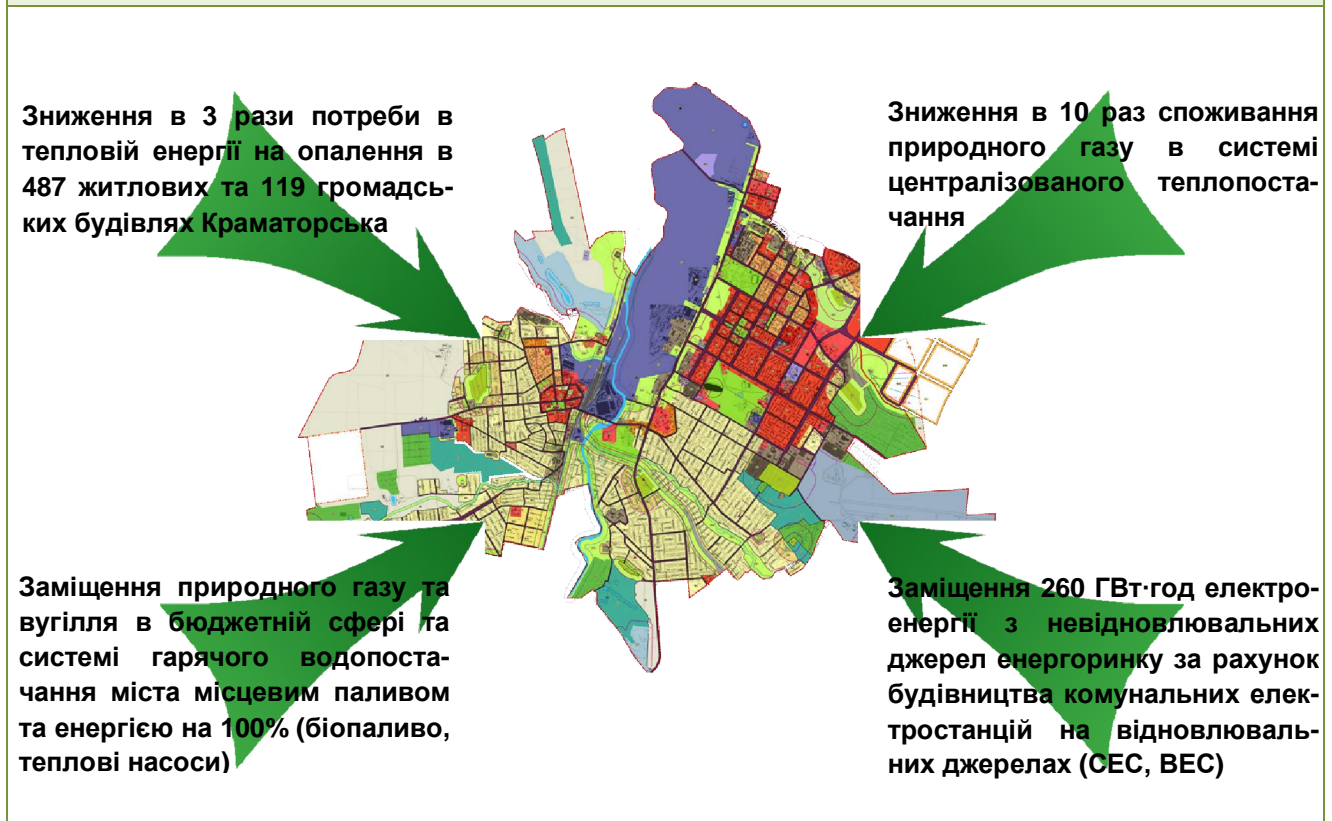 Зниження в 3 рази потреби в
тепловій енергії на опалення в
487 житлових та 119 громадсь-
ких будівлях Краматорська
Зниження в 10 раз споживання
природного газу в системі
централізованого теплопоста-
чання
Заміщення природного газу та
вугілля в бюджетній сфері та
системі гарячого водопоста-
чання міста місцевим паливом
та енергією на 100% (біопаливо,
теплові насоси)
Заміщення 260 ГВт·год електро-
енергії з невідновлювальних
джерел енергоринку за рахунок
будівництва комунальних елек-
тростанцій на відновлюваль-
них джерелах (СЕС, ВЕС)